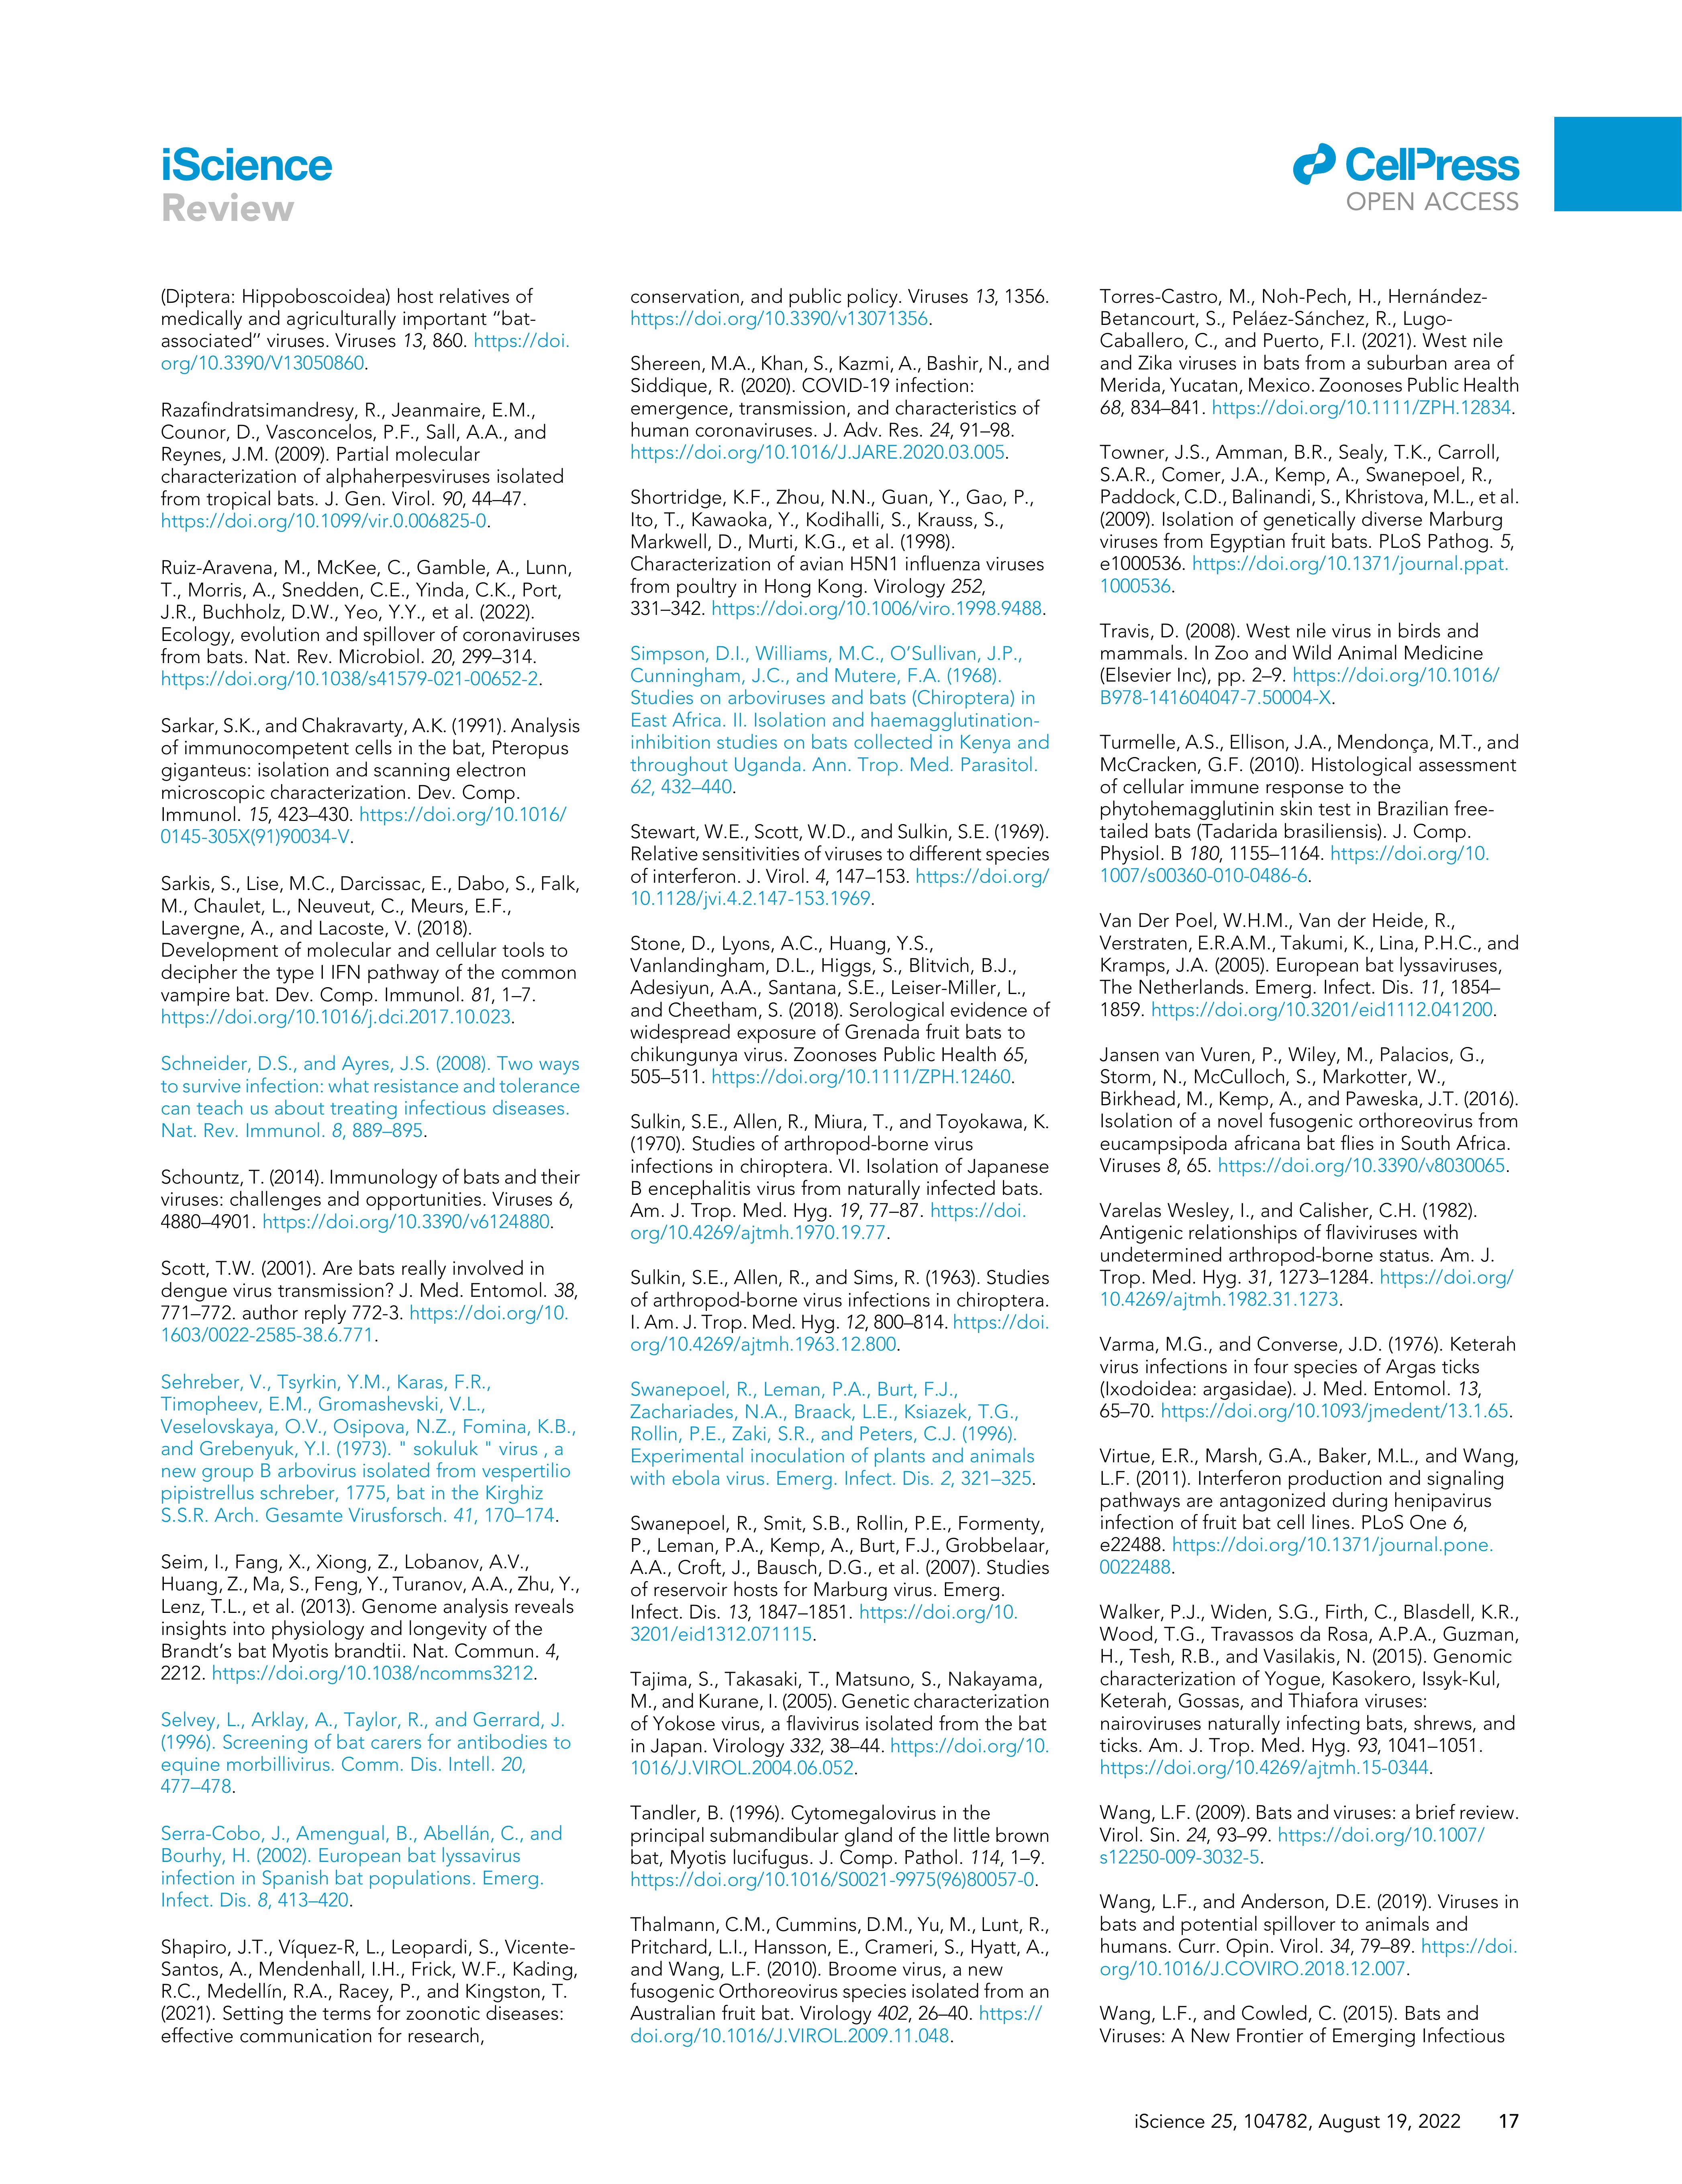 iScience
Review
CellPress
OPEN ACCESS
(Diptera: Hippoboscoidea) host relatives of
medically and agriculturally important “bat-
associated” viruses. Viruses 13, 860. https://doi.
org/10.3390/V13050860.
Razafindratsimandresy, R., Jeanmaire, E.M.,
Counor, D., Vasconcelos, P.F., Sall, A.A., and
Reynes, J.M. (2009). Partial molecular
characterization of alphaherpesviruses isolated
from tropical bats. J. Gen. Virol. 90, 44–47.
https://doi.org/10.1099/vir.0.006825-0.
Ruiz-Aravena, M., McKee, C., Gamble, A., Lunn,
T., Morris, A., Snedden, C.E., Yinda, C.K., Port,
J.R., Buchholz, D.W., Yeo, Y.Y., et al. (2022).
Ecology, evolution and spillover of coronaviruses
from bats. Nat. Rev. Microbiol. 20, 299–314.
https://doi.org/10.1038/s41579-021-00652-2.
Sarkar, S.K., and Chakravarty, A.K. (1991). Analysis
of immunocompetent cells in the bat, Pteropus
giganteus: isolation and scanning electron
microscopic characterization. Dev. Comp.
Immunol. 15, 423–430. https://doi.org/10.1016/
0145-305X(91)90034-V.
Sarkis, S., Lise, M.C., Darcissac, E., Dabo, S., Falk,
M., Chaulet, L., Neuveut, C., Meurs, E.F.,
Lavergne, A., and Lacoste, V. (2018).
Development of molecular and cellular tools to
decipher the type I IFN pathway of the common
vampire bat. Dev. Comp. Immunol. 81, 1–7.
https://doi.org/10.1016/j.dci.2017.10.023.
Schneider, D.S., and Ayres, J.S. (2008). Two ways
to survive infection: what resistance and tolerance
can teach us about treating infectious diseases.
Nat. Rev. Immunol. 8, 889–895.
Schountz, T. (2014). Immunology of bats and their
viruses: challenges and opportunities. Viruses 6,
4880–4901. https://doi.org/10.3390/v6124880.
Scott, T.W. (2001). Are bats really involved in
dengue virus transmission? J. Med. Entomol. 38,
771–772. author reply 772-3. https://doi.org/10.
1603/0022-2585-38.6.771.
Sehreber, V., Tsyrkin, Y.M., Karas, F.R.,
Timopheev, E.M., Gromashevski, V.L.,
Veselovskaya, O.V., Osipova, N.Z., Fomina, K.B.,
and Grebenyuk, Y.I. (1973). " sokuluk " virus , a
new group B arbovirus isolated from vespertilio
pipistrellus schreber, 1775, bat in the Kirghiz
S.S.R. Arch. Gesamte Virusforsch. 41, 170–174.
Seim, I., Fang, X., Xiong, Z., Lobanov, A.V.,
Huang, Z., Ma, S., Feng, Y., Turanov, A.A., Zhu, Y.,
Lenz, T.L., et al. (2013). Genome analysis reveals
insights into physiology and longevity of the
Brandt’s bat Myotis brandtii. Nat. Commun. 4,
2212. https://doi.org/10.1038/ncomms3212.
Selvey, L., Arklay, A., Taylor, R., and Gerrard, J.
(1996). Screening of bat carers for antibodies to
equine morbillivirus. Comm. Dis. Intell. 20,
477–478.
Serra-Cobo, J., Amengual, B., Abellán, C., and
Bourhy, H. (2002). European bat lyssavirus
infection in Spanish bat populations. Emerg.
Infect. Dis. 8, 413–420.
Shapiro, J.T., Víquez-R, L., Leopardi, S., Vicente-
Santos, A., Mendenhall, I.H., Frick, W.F., Kading,
R.C., Medellín, R.A., Racey, P., and Kingston, T.
(2021). Setting the terms for zoonotic diseases:
effective communication for research,
conservation, and public policy. Viruses 13, 1356.
https://doi.org/10.3390/v13071356.
Shereen, M.A., Khan, S., Kazmi, A., Bashir, N., and
Siddique, R. (2020). COVID-19 infection:
emergence, transmission, and characteristics of
human coronaviruses. J. Adv. Res. 24, 91–98.
https://doi.org/10.1016/J.JARE.2020.03.005.
Shortridge, K.F., Zhou, N.N., Guan, Y., Gao, P.,
Ito, T., Kawaoka, Y., Kodihalli, S., Krauss, S.,
Markwell, D., Murti, K.G., et al. (1998).
Characterization of avian H5N1 influenza viruses
from poultry in Hong Kong. Virology 252,
331–342. https://doi.org/10.1006/viro.1998.9488.
Simpson, D.I., Williams, M.C., O’Sullivan, J.P.,
Cunningham, J.C., and Mutere, F.A. (1968).
Studies on arboviruses and bats (Chiroptera) in
East Africa. II. Isolation and haemagglutination-
inhibition studies on bats collected in Kenya and
throughout Uganda. Ann. Trop. Med. Parasitol.
62, 432–440.
Stewart, W.E., Scott, W.D., and Sulkin, S.E. (1969).
Relative sensitivities of viruses to different species
of interferon. J. Virol. 4, 147–153. https://doi.org/
10.1128/jvi.4.2.147-153.1969.
Stone, D., Lyons, A.C., Huang, Y.S.,
Vanlandingham, D.L., Higgs, S., Blitvich, B.J.,
Adesiyun, A.A., Santana, S.E., Leiser-Miller, L.,
and Cheetham, S. (2018). Serological evidence of
widespread exposure of Grenada fruit bats to
chikungunya virus. Zoonoses Public Health 65,
505–511. https://doi.org/10.1111/ZPH.12460.
Sulkin, S.E., Allen, R., Miura, T., and Toyokawa, K.
(1970). Studies of arthropod-borne virus
infections in chiroptera. VI. Isolation of Japanese
B encephalitis virus from naturally infected bats.
Am. J. Trop. Med. Hyg. 19, 77–87. https://doi.
org/10.4269/ajtmh.1970.19.77.
Sulkin, S.E., Allen, R., and Sims, R. (1963). Studies
of arthropod-borne virus infections in chiroptera.
I. Am. J. Trop. Med. Hyg. 12, 800–814. https://doi.
org/10.4269/ajtmh.1963.12.800.
Swanepoel, R., Leman, P.A., Burt, F.J.,
Zachariades, N.A., Braack, L.E., Ksiazek, T.G.,
Rollin, P.E., Zaki, S.R., and Peters, C.J. (1996).
Experimental inoculation of plants and animals
with ebola virus. Emerg. Infect. Dis. 2, 321–325.
Swanepoel, R., Smit, S.B., Rollin, P.E., Formenty,
P., Leman, P.A., Kemp, A., Burt, F.J., Grobbelaar,
A.A., Croft, J., Bausch, D.G., et al. (2007). Studies
of reservoir hosts for Marburg virus. Emerg.
Infect. Dis. 13, 1847–1851. https://doi.org/10.
3201/eid1312.071115.
Tajima, S., Takasaki, T., Matsuno, S., Nakayama,
M., and Kurane, I. (2005). Genetic characterization
of Yokose virus, a flavivirus isolated from the bat
in Japan. Virology 332, 38–44. https://doi.org/10.
1016/J.VIROL.2004.06.052.
Tandler, B. (1996). Cytomegalovirus in the
principal submandibular gland of the little brown
bat, Myotis lucifugus. J. Comp. Pathol. 114, 1–9.
https://doi.org/10.1016/S0021-9975(96)80057-0.
Thalmann, C.M., Cummins, D.M., Yu, M., Lunt, R.,
Pritchard, L.I., Hansson, E., Crameri, S., Hyatt, A.,
and Wang, L.F. (2010). Broome virus, a new
fusogenic Orthoreovirus species isolated from an
Australian fruit bat. Virology 402, 26–40. https://
doi.org/10.1016/J.VIROL.2009.11.048.
Torres-Castro, M., Noh-Pech, H., Hernández-
Betancourt, S., Peláez-Sánchez, R., Lugo-
Caballero, C., and Puerto, F.I. (2021). West nile
and Zika viruses in bats from a suburban area of
Merida, Yucatan, Mexico. Zoonoses Public Health
68, 834–841. https://doi.org/10.1111/ZPH.12834.
Towner, J.S., Amman, B.R., Sealy, T.K., Carroll,
S.A.R., Comer, J.A., Kemp, A., Swanepoel, R.,
Paddock, C.D., Balinandi, S., Khristova, M.L., et al.
(2009). Isolation of genetically diverse Marburg
viruses from Egyptian fruit bats. PLoS Pathog. 5,
e1000536. https://doi.org/10.1371/journal.ppat.
1000536.
Travis, D. (2008). West nile virus in birds and
mammals. In Zoo and Wild Animal Medicine
(Elsevier Inc), pp. 2–9. https://doi.org/10.1016/
B978-141604047-7.50004-X.
Turmelle, A.S., Ellison, J.A., Mendonça, M.T., and
McCracken, G.F. (2010). Histological assessment
of cellular immune response to the
phytohemagglutinin skin test in Brazilian free-
tailed bats (Tadarida brasiliensis). J. Comp.
Physiol. B 180, 1155–1164. https://doi.org/10.
1007/s00360-010-0486-6.
Van Der Poel, W.H.M., Van der Heide, R.,
Verstraten, E.R.A.M., Takumi, K., Lina, P.H.C., and
Kramps, J.A. (2005). European bat lyssaviruses,
The Netherlands. Emerg. Infect. Dis. 11, 1854–
1859. https://doi.org/10.3201/eid1112.041200.
Jansen van Vuren, P., Wiley, M., Palacios, G.,
Storm, N., McCulloch, S., Markotter, W.,
Birkhead, M., Kemp, A., and Paweska, J.T. (2016).
Isolation of a novel fusogenic orthoreovirus from
eucampsipoda africana bat flies in South Africa.
Viruses 8, 65. https://doi.org/10.3390/v8030065.
Varelas Wesley, I., and Calisher, C.H. (1982).
Antigenic relationships of flaviviruses with
undetermined arthropod-borne status. Am. J.
Trop. Med. Hyg. 31, 1273–1284. https://doi.org/
10.4269/ajtmh.1982.31.1273.
Varma, M.G., and Converse, J.D. (1976). Keterah
virus infections in four species of Argas ticks
(Ixodoidea: argasidae). J. Med. Entomol. 13,
65–70. https://doi.org/10.1093/jmedent/13.1.65.
Virtue, E.R., Marsh, G.A., Baker, M.L., and Wang,
L.F. (2011). Interferon production and signaling
pathways are antagonized during henipavirus
infection of fruit bat cell lines. PLoS One 6,
e22488. https://doi.org/10.1371/journal.pone.
0022488.
Walker, P.J., Widen, S.G., Firth, C., Blasdell, K.R.,
Wood, T.G., Travassos da Rosa, A.P.A., Guzman,
H., Tesh, R.B., and Vasilakis, N. (2015). Genomic
characterization of Yogue, Kasokero, Issyk-Kul,
Keterah, Gossas, and Thiafora viruses:
nairoviruses naturally infecting bats, shrews, and
ticks. Am. J. Trop. Med. Hyg. 93, 1041–1051.
https://doi.org/10.4269/ajtmh.15-0344.
Wang, L.F. (2009). Bats and viruses: a brief review.
Virol. Sin. 24, 93–99. https://doi.org/10.1007/
s12250-009-3032-5.
Wang, L.F., and Anderson, D.E. (2019). Viruses in
bats and potential spillover to animals and
humans. Curr. Opin. Virol. 34, 79–89. https://doi.
org/10.1016/J.COVIRO.2018.12.007.
Wang, L.F., and Cowled, C. (2015). Bats and
Viruses: A New Frontier of Emerging Infectious
iScience 25, 104782, August 19, 2022 17